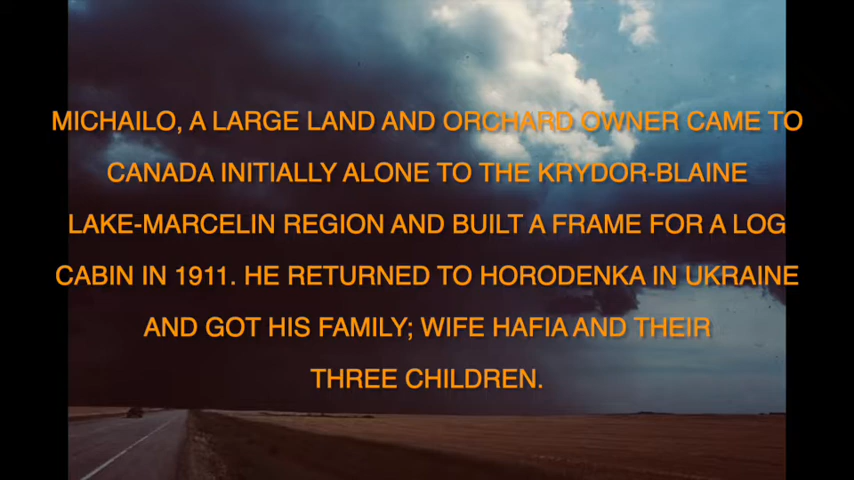 MICHAILO, A LARGE LAND AND ORCHARD OWNER CAME TO
CANADA INITIALLY ALONE TO THE KRYDOR-BLAINE
LAKE-MARCELIN REGION AND BUILT A FRAME FOR A LOG
CABIN IN 1911. HE RETURNED TO HORODENKA IN UKRAINE
AND GOT HIS FAMILY; WIFE HAFIA AND THEIR
THREE CHILDREN.